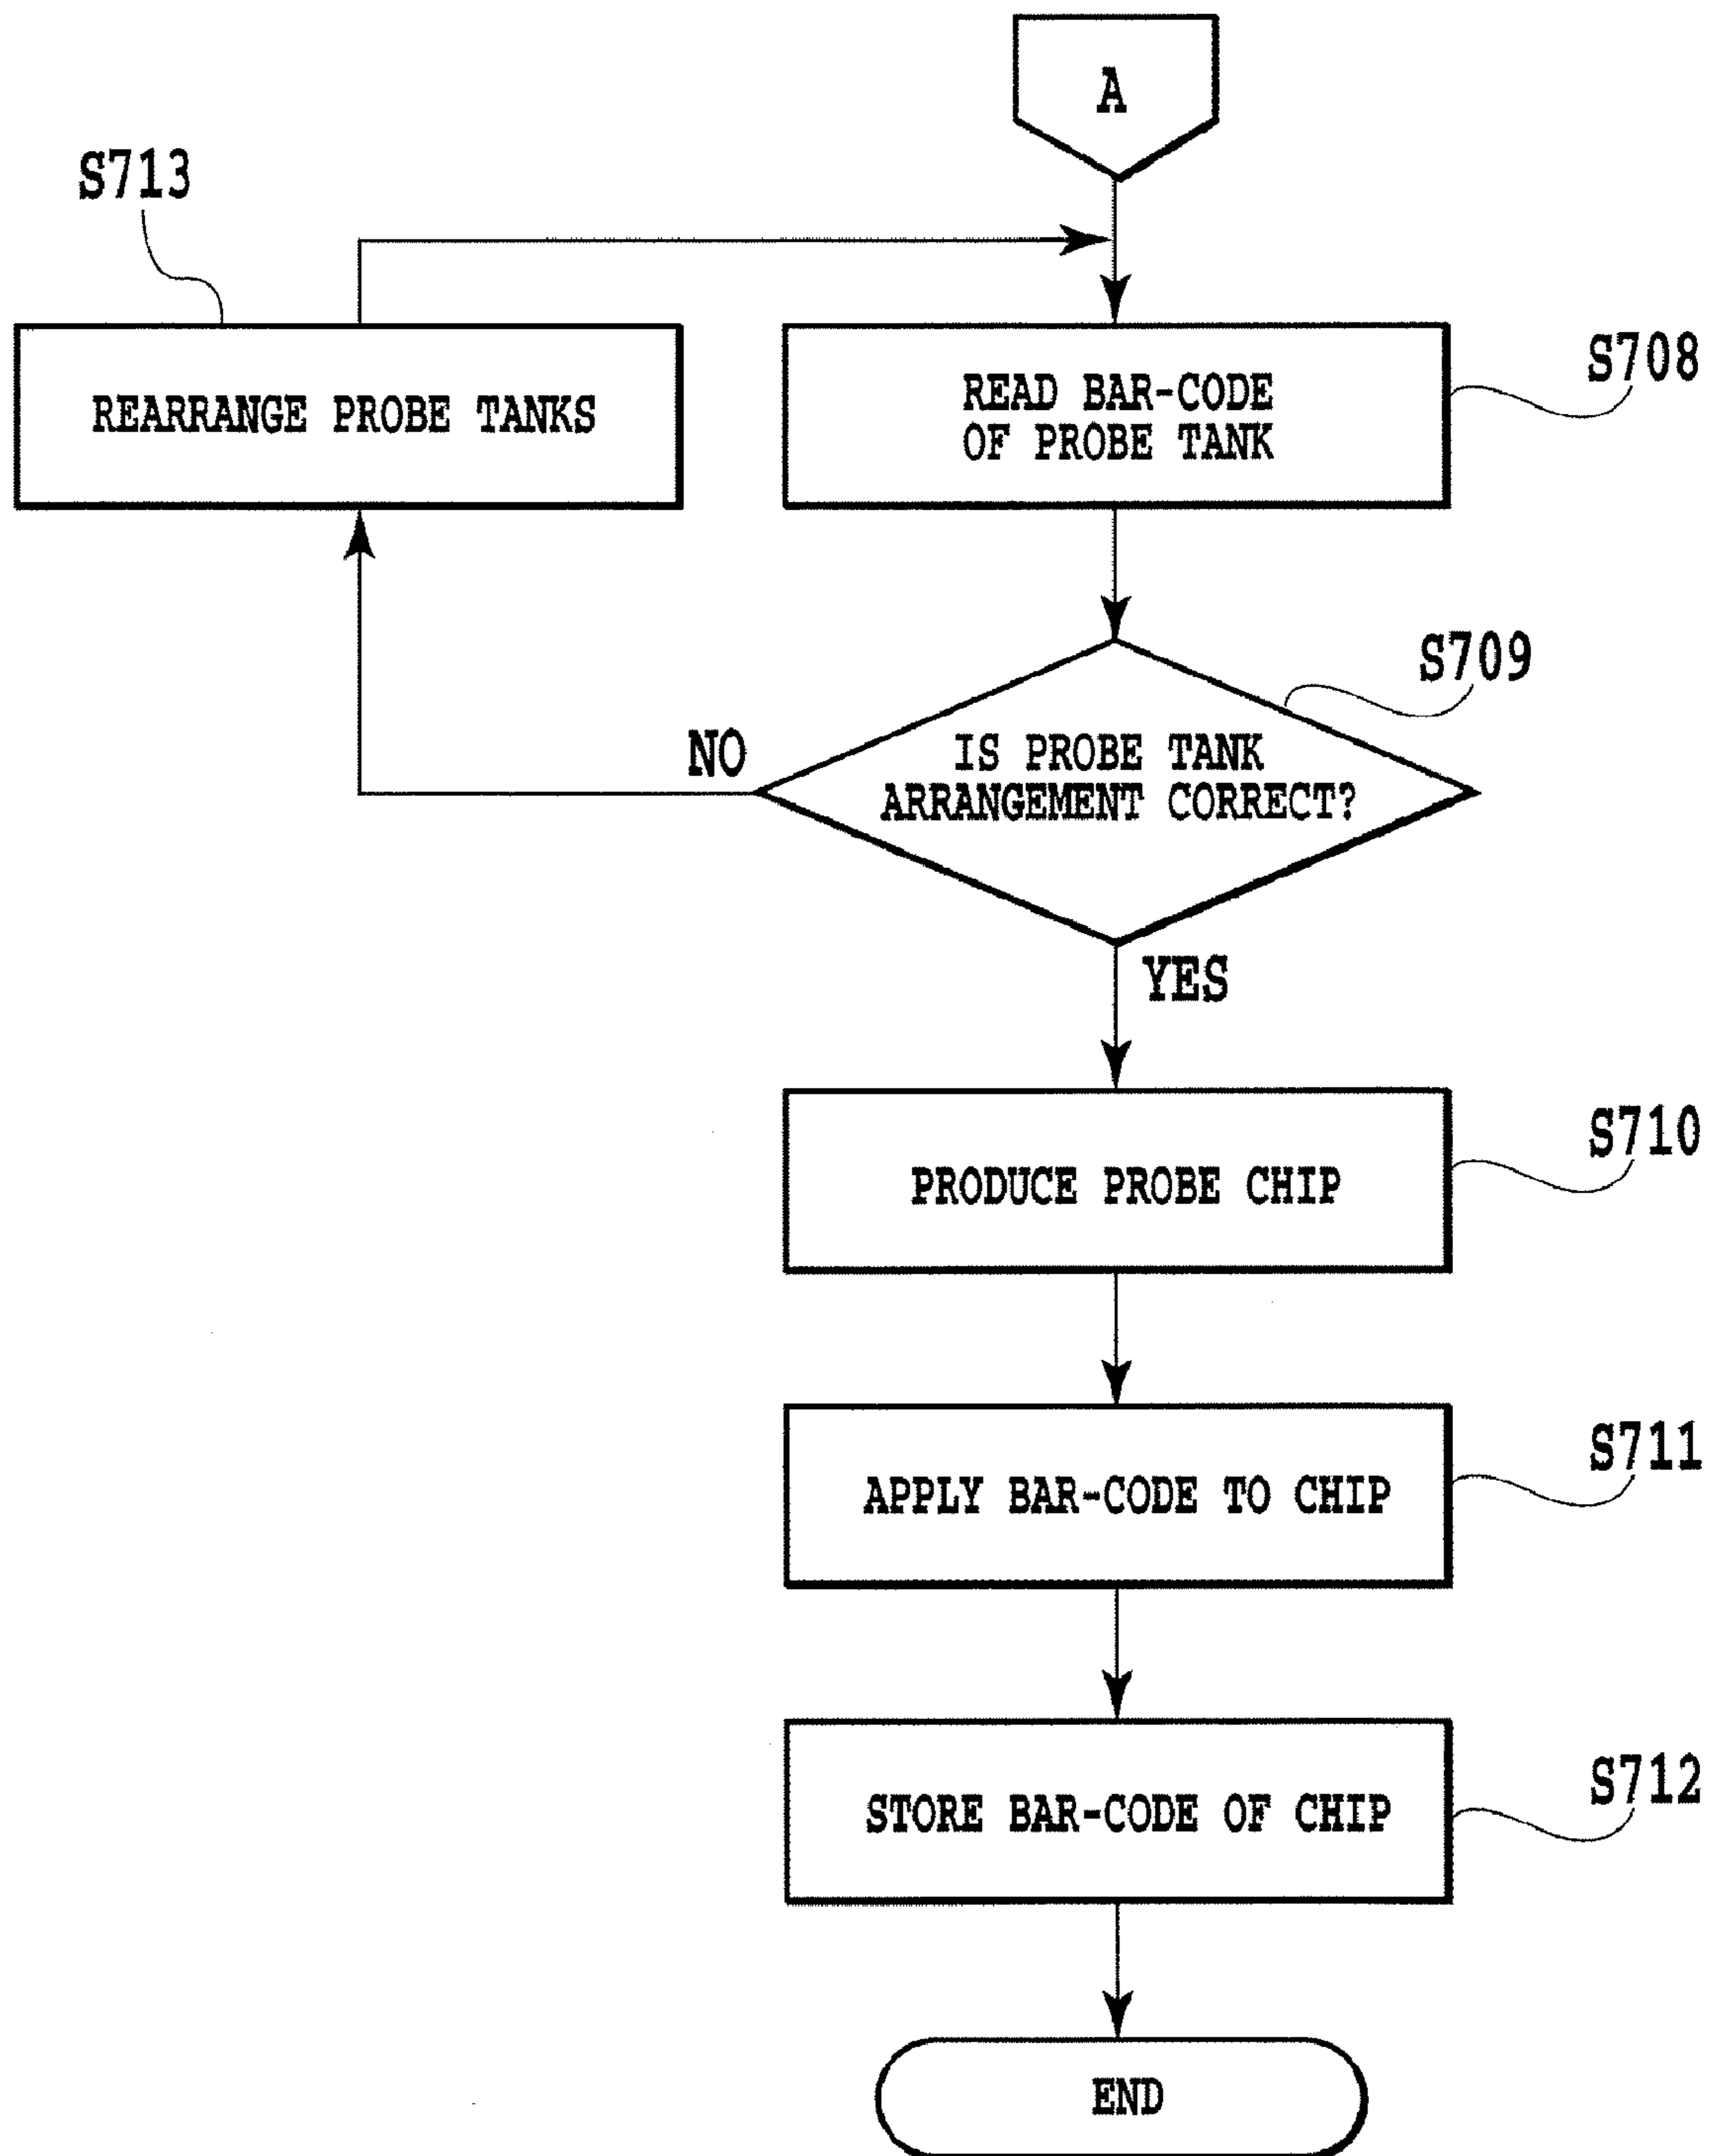 A
S713
REARRANGE PROBE TANKS
READ BAR-CODE
OF PROBE TANK
S708
S709
NO
IS PROBE TANK
ARRANGEMENT CORRECT?
YES
PRODUCE PROBE CHIP
S710
APPLY BAR-CODE TO CHIP
S711
STORE BAR-CODE OF CHIP
S712
END